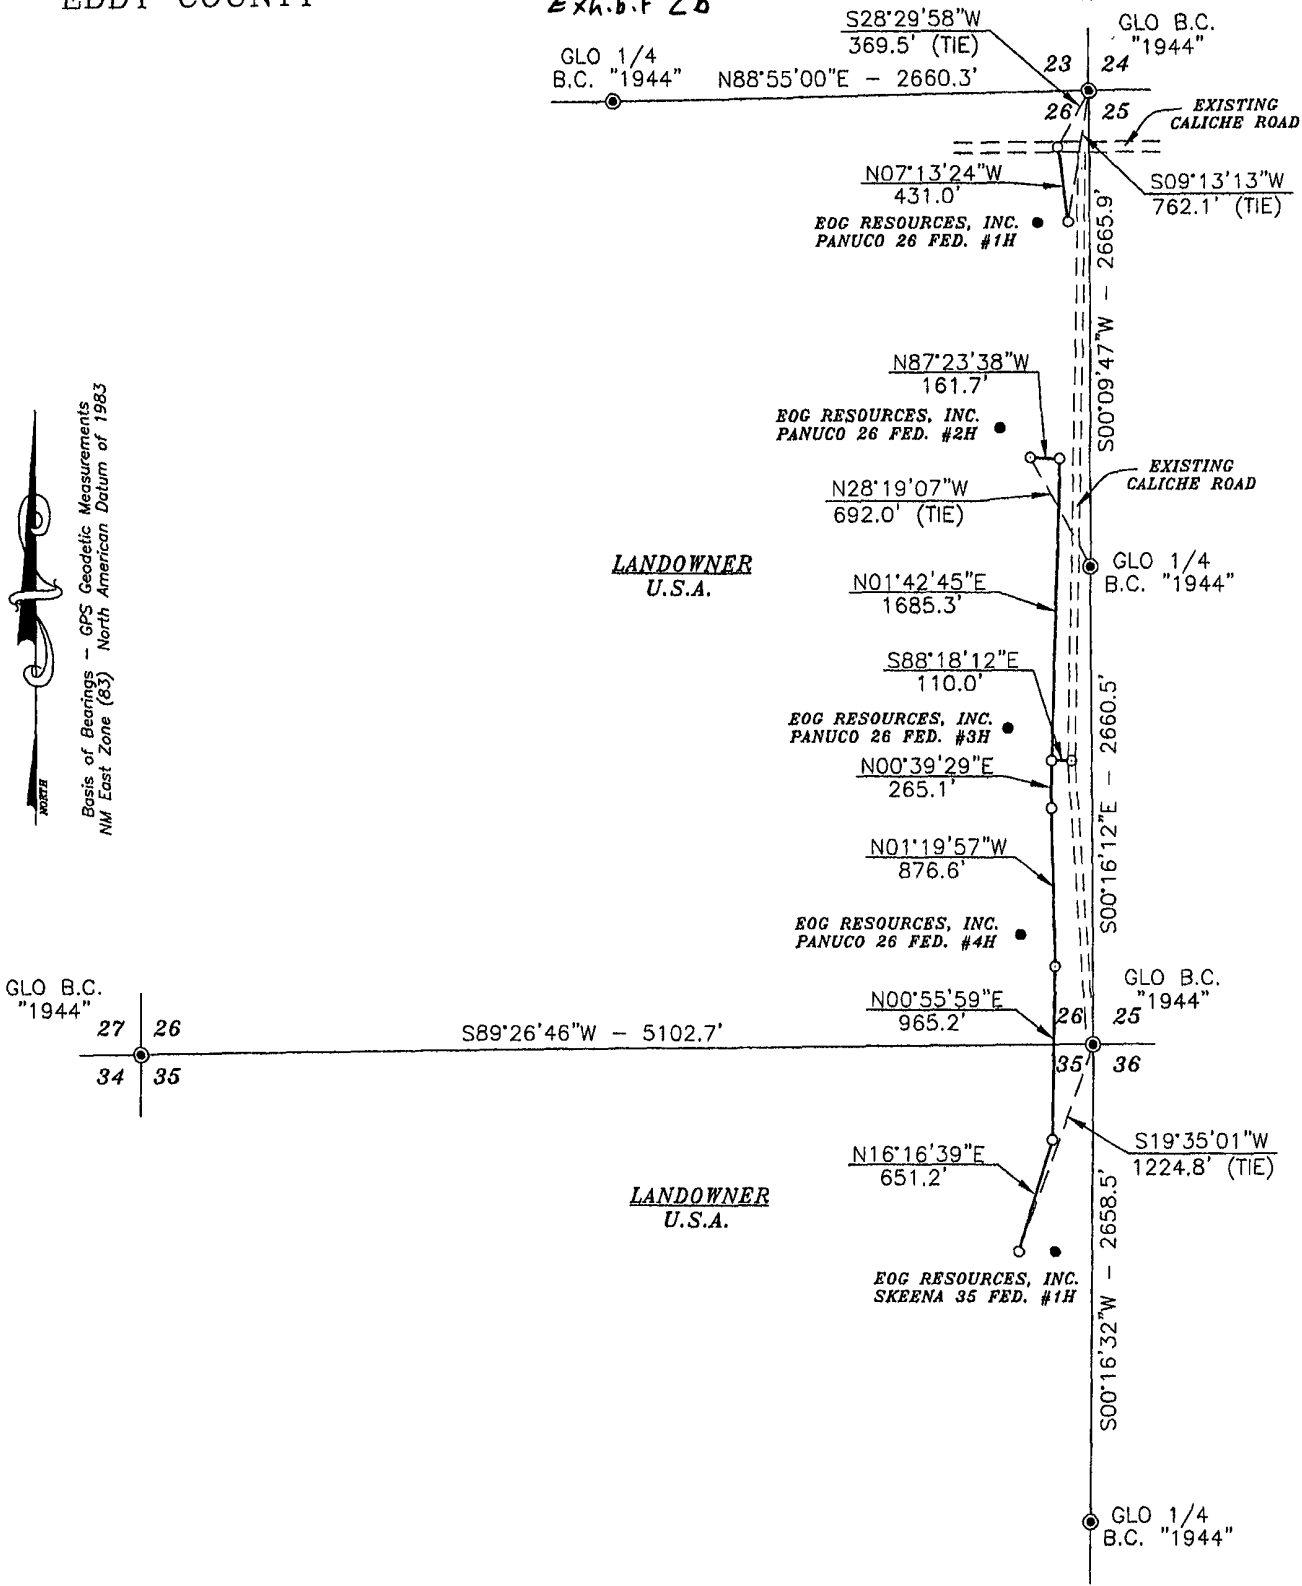 EDDY COUNTY
Exhibit 2B
S28°29'58"W
369.5' (TIE)
GLO B.C.
"1944"
GLO 1/4
B.C. "1944"
N88°55'00"E - 2660.3'
23 24
26 25
EXISTING
CALICHE ROAD
N07°13'24"W
431.0'
S09°13'13"W
762.1' (TIE)
EOG RESOURCES, INC.
PANUCO 26 FED. #1H
S00°09'47"W - 2665.9'
N87°23'38"W
161.7'
EOG RESOURCES, INC.
PANUCO 26 FED. #2H
EXISTING
CALICHE ROAD
N28°19'07"W
692.0' (TIE)
LANDOWNER
U.S.A.
GLO 1/4
B.C. "1944"
N01°42'45"E
1685.3'
S88°18'12"E
110.0'
EOG RESOURCES, INC.
PANUCO 26 FED. #3H
N00°39'29"E
265.1'
S00°16'12"E - 2660.5'
N01°19'57"W
876.6'
EOG RESOURCES, INC.
PANUCO 26 FED. #4H
NORTH
Basis of Bearings - GPS Geodetic Measurements
NM East Zone (83) North American Datum of 1983
GLO B.C.
"1944"
27 26
34 35
S89°26'46"W - 5102.7'
N00°55'59"E
965.2'
GLO B.C.
"1944"
26 25
35 36
S19°35'01"W
1224.8' (TIE)
N16°16'39"E
651.2'
LANDOWNER
U.S.A.
EOG RESOURCES, INC.
SKEENA 35 FED. #1H
S00°16'32"W - 2658.5'
GLO 1/4
B.C. "1944"